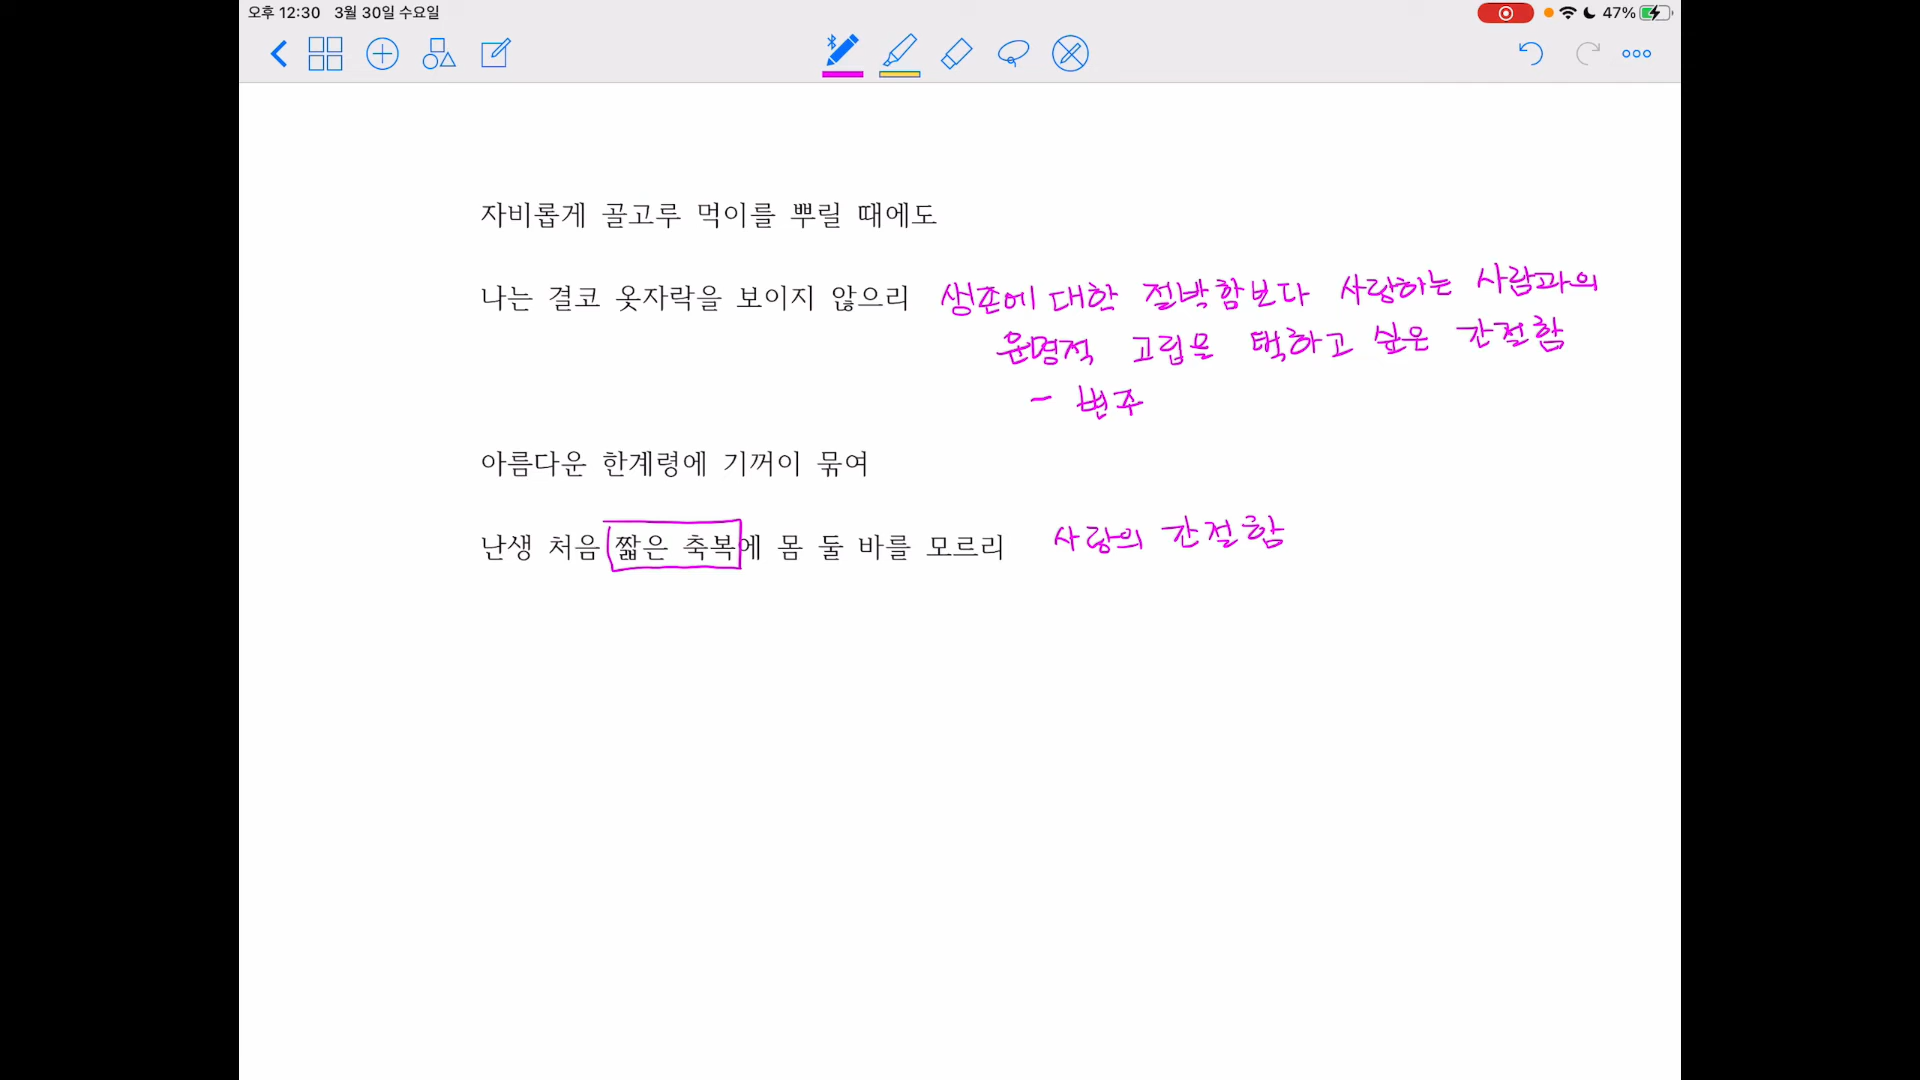 오후 12:30 3월 30일 수요일 47%
자비롭게 골고루 먹이를 뿌릴 때에도
나는 결코 옷자락을 보이지 않으리 생존에 대한 절박함보다 사랑하는 사람과의
운명적 고립을 택하고 싶은 간절함
- 변주
아름다운 한계령에 기꺼이 묶여
난생 처음 짧은 축복에 몸 둘 바를 모르리 사랑의 간절함